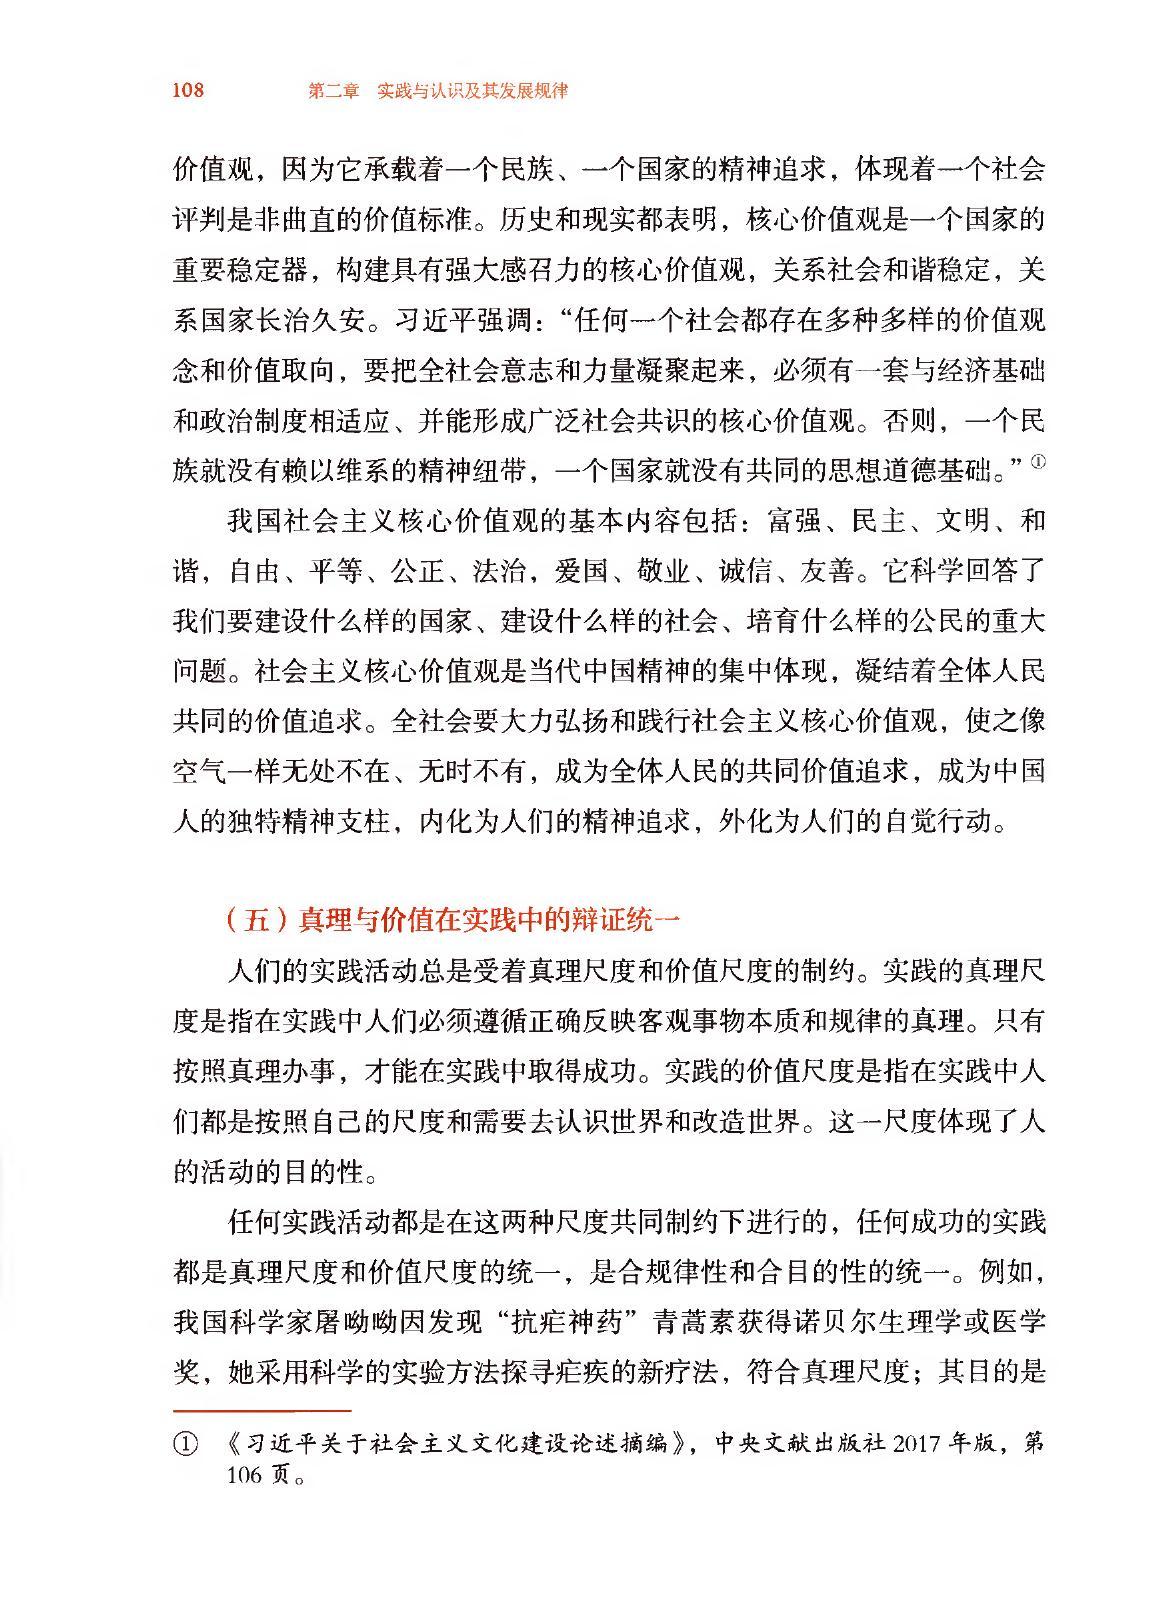 108 第二章 实践与认识及其发展规律
价值观，因为它承载着一个民族、一个国家的精神追求，体现着一个社会
评判是非曲直的价值标准。历史和现实都表明，核心价值观是一个国家的
重要稳定器，构建具有强大感召力的核心价值观，关系社会和谐稳定，关
系国家长治久安。习近平强调：“任何一个社会都存在多种多样的价值观
念和价值取向，要把全社会意志和力量凝聚起来，必须有一套与经济基础
和政治制度相适应、并能形成广泛社会共识的核心价值观。否则，一个民
族就没有赖以维系的精神纽带，一个国家就没有共同的思想道德基础。”①
我国社会主义核心价值观的基本内容包括：富强、民主、文明、和
谐，自由、平等、公正、法治，爱国、敬业、诚信、友善。它科学回答了
我们要建设什么样的国家、建设什么样的社会、培育什么样的公民的重大
问题。社会主义核心价值观是当代中国精神的集中体现，凝结着全体人民
共同的价值追求。全社会要大力弘扬和践行社会主义核心价值观，使之像
空气一样无处不在、无时不有，成为全体人民的共同价值追求，成为中国
人的独特精神支柱，内化为人们的精神追求，外化为人们的自觉行动。
（五）真理与价值在实践中的辩证统一
人们的实践活动总是受着真理尺度和价值尺度的制约。实践的真理尺
度是指在实践中人们必须遵循正确反映客观事物本质和规律的真理。只有
按照真理办事，才能在实践中取得成功。实践的价值尺度是指在实践中人
们都是按照自己的尺度和需要去认识世界和改造世界。这一尺度体现了人
的活动的目的性。
任何实践活动都是在这两种尺度共同制约下进行的，任何成功的实践
都是真理尺度和价值尺度的统一，是合规律性和合目的性的统一。例如，
我国科学家屠呦呦因发现“抗疟神药”青蒿素获得诺贝尔生理学或医学
奖，她采用科学的实验方法探寻疟疾的新疗法，符合真理尺度；其目的是
① 《习近平关于社会主义文化建设论述摘编》，中央文献出版社 2017 年版，第
106 页。